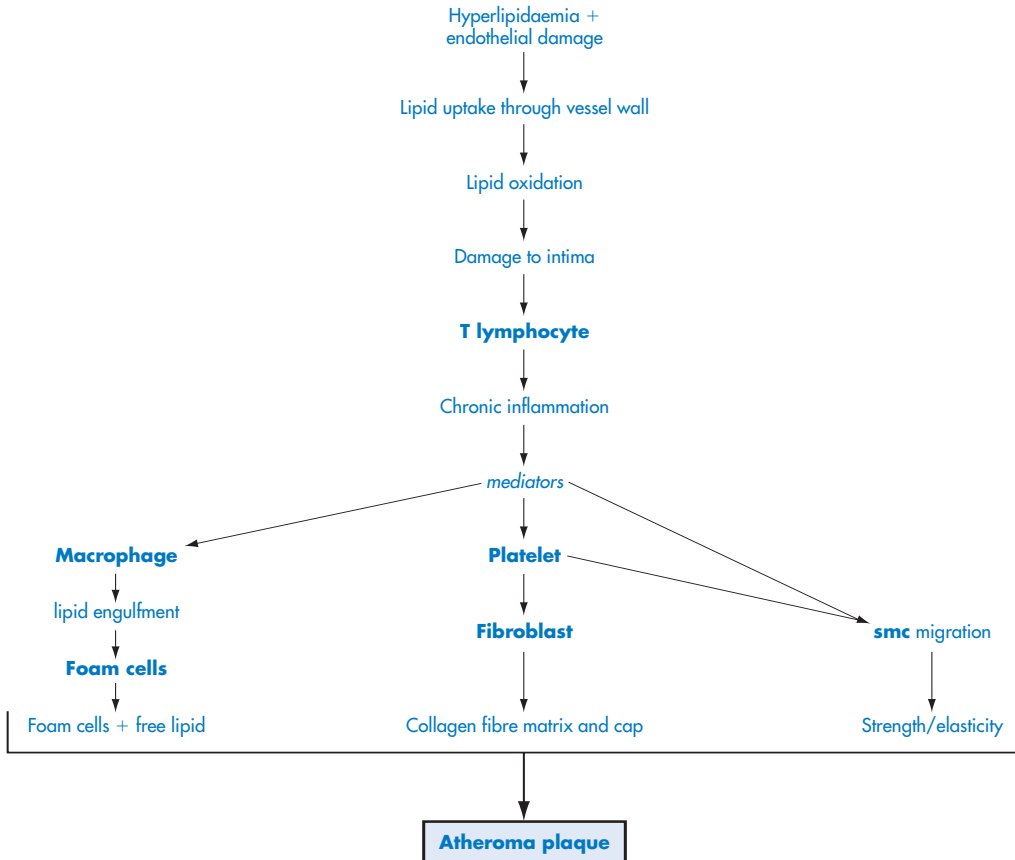 Hyperlipidaemia +
endothelial damage
Lipid uptake through vessel wall
Lipid oxidation
Damage to intima
T lymphocyte
Chronic inflammation
mediators
Macrophage
Platelet
lipid engulfment
Fibroblast
smc migration
Foam cells
Foam cells + free lipid
Collagen fibre matrix and cap
Strength/elasticity
Atheroma plaque